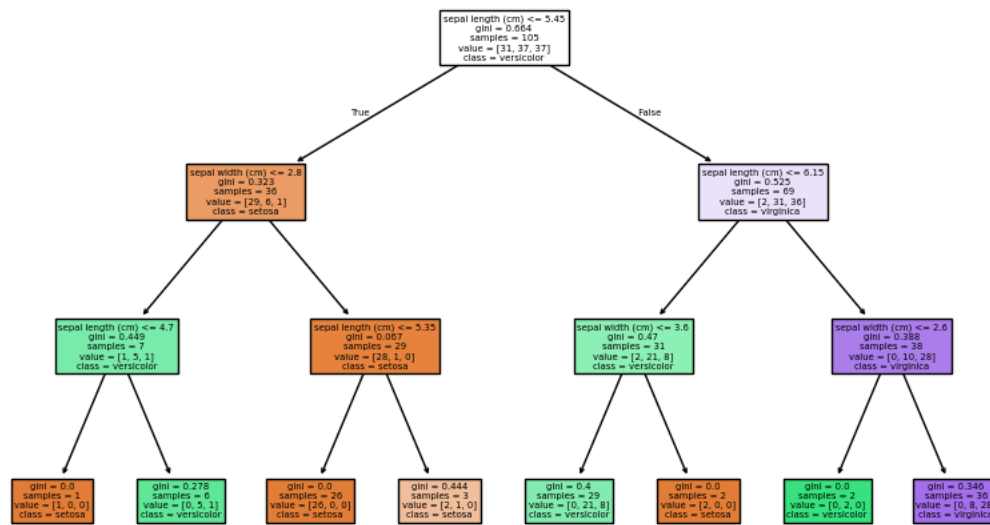 sepal length (cm) <= 5.45
gini = 0.664
samples = 105
value = [31, 37, 37]
class = versicolor
True
False
sepal width (cm) <= 2.8
gini = 0.323
samples = 36
value = [29, 6, 1]
class = setosa
sepal length (cm) <= 6.15
gini = 0.525
samples = 69
value = [2, 31, 36]
class = virginica
sepal length (cm) <= 4.7
gini = 0.449
samples = 7
value = [1, 5, 1]
class = versicolor
sepal length (cm) <= 5.35
gini = 0.067
samples = 29
value = [28, 1, 0]
class = setosa
sepal width (cm) <= 3.6
gini = 0.47
samples = 31
value = [2, 21, 8]
class = versicolor
sepal width (cm) <= 2.6
gini = 0.388
samples = 38
value = [0, 10, 28]
class = virginica
gini = 0.0
samples = 1
value = [1, 0, 0]
class = setosa
gini = 0.278
samples = 6
value = [0, 5, 1]
class = versicolor
gini = 0.0
samples = 26
value = [26, 0, 0]
class = setosa
gini = 0.444
samples = 3
value = [2, 1, 0]
class = setosa
gini = 0.4
samples = 29
value = [0, 21, 8]
class = versicolor
gini = 0.0
samples = 2
value = [2, 0, 0]
class = setosa
gini = 0.0
samples = 2
value = [0, 2, 0]
class = versicolor
gini = 0.346
samples = 36
value = [0, 8, 28
class = virginica